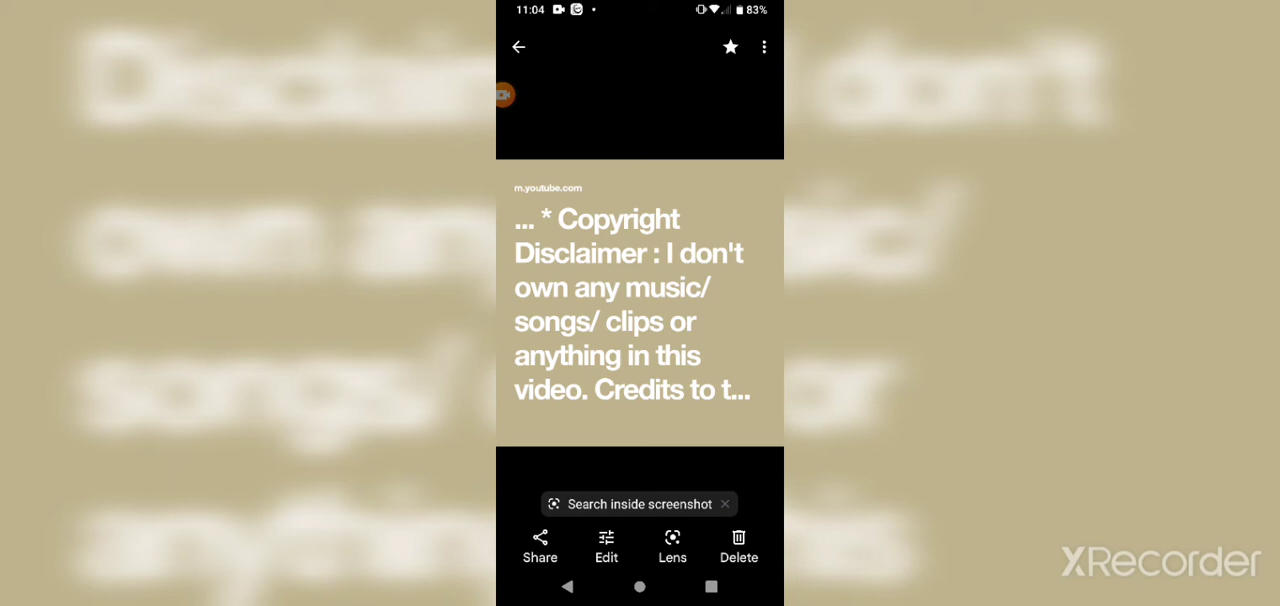 11:04
83%
m.youtube.com
... * Copyright
Disclaimer : I don't
own any music/
songs/ clips or
anything in this
video. Credits to t...
Search inside screenshot
Share Edit Lens Delete
XRecorder